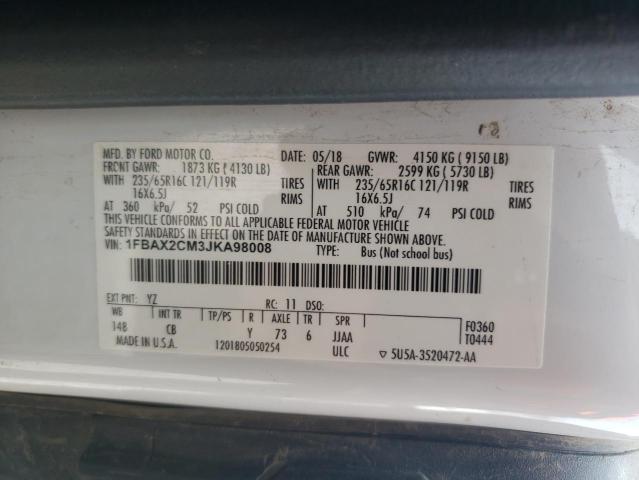 MFD. BY FORD MOTOR CO. DATE: 05/18 GVWR: 4150 KG ( 9150 LB)
FRONT GAWR: 1873 KG ( 4130 LB) REAR GAWR: 2599 KG ( 5730 LB)
WITH 235/65R16C 121/119R TIRES WITH 235/65R16C 121/119R TIRES
16X6.5J RIMS 16X6.5J RIMS
AT 360 kPa/ 52 PSI COLD AT 510 kPa/ 74 PSI COLD
THIS VEHICLE CONFORMS TO ALL APPLICABLE FEDERAL MOTOR VEHICLE
SAFETY STANDARDS IN EFFECT ON THE DATE OF MANUFACTURE SHOWN ABOVE.
VIN: 1FBAX2CM3JKA98008 TYPE: Bus (Not School bus)
EXT PNT: YZ RC: 11 DSO:
WB INT TR TP/PS R AXLE TR SPR F0360
148 CB Y 73 6 JJAA T0444
MADE IN U.S.A. 1201805050254 ULC 5U5A-3520472-AA